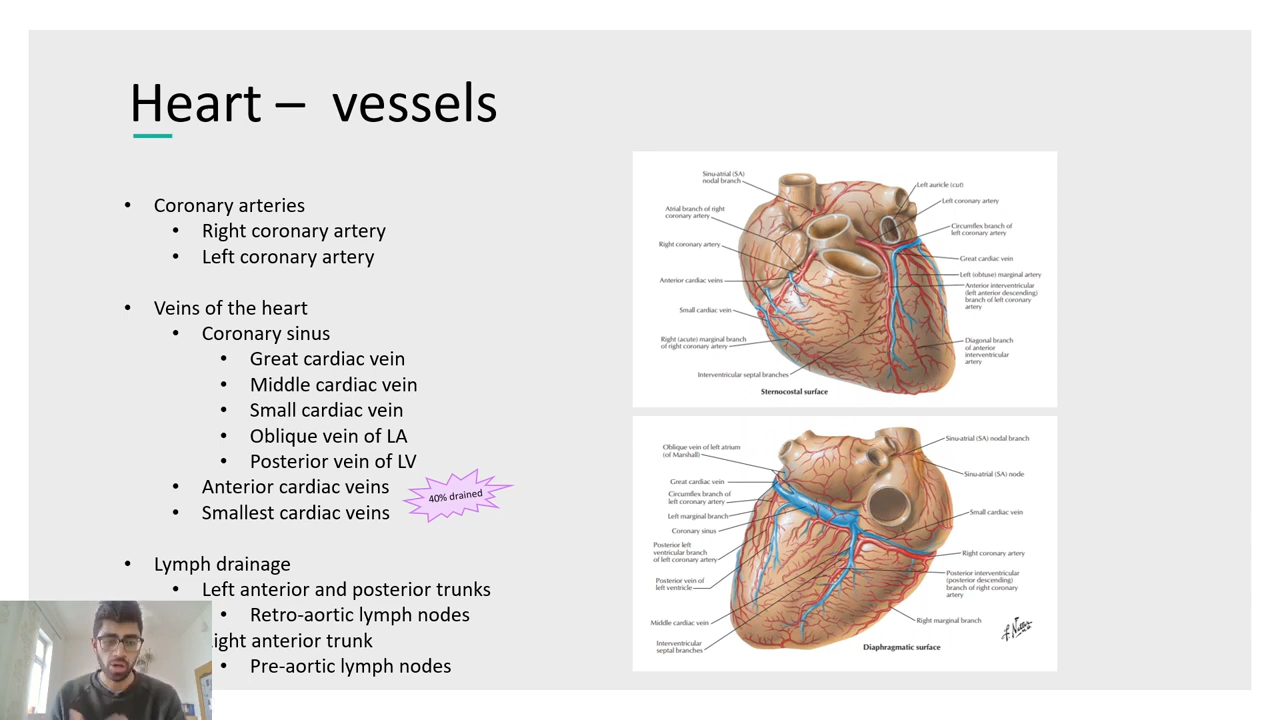 Heart – vessels
• Coronary arteries
• Right coronary artery
• Left coronary artery
• Veins of the heart
• Coronary sinus
• Great cardiac vein
• Middle cardiac vein
• Small cardiac vein
• Oblique vein of LA
• Posterior vein of LV
• Anterior cardiac veins
• Smallest cardiac veins
40% drained
• Lymph drainage
• Left anterior and posterior trunks
• Retro-aortic lymph nodes
ight anterior trunk
• Pre-aortic lymph nodes
Sinu-atrial (SA)
nodal branch
Atrial branch of right
coronary artery
Right coronary artery
Anterior cardiac veins
Small cardiac vein
Right (acute) marginal branch
of right coronary artery
Interventricular septal branches
Left auricle (cut)
Left coronary artery
Circumflex branch of
left coronary artery
Great cardiac vein
Left (obtuse) marginal artery
Anterior interventricular
(left anterior descending)
branch of left coronary
artery
Diagonal branch
of anterior
interventricular
artery
Sternocostal surface
Oblique vein of left atrium
(of Marshall)
Great cardiac vein
Circumflex branch of
left coronary artery
Left marginal branch
Coronary sinus
Posterior left
ventricular branch
of left coronary artery
Posterior vein of
left ventricle
Middle cardiac vein
Interventricular
septal branches
Sinu-atrial (SA) nodal branch
Sinu-atrial (SA) node
Small cardiac vein
Right coronary artery
Posterior interventricular
(posterior descending)
branch of right coronary
artery
Right marginal branch
Diaphragmatic surface